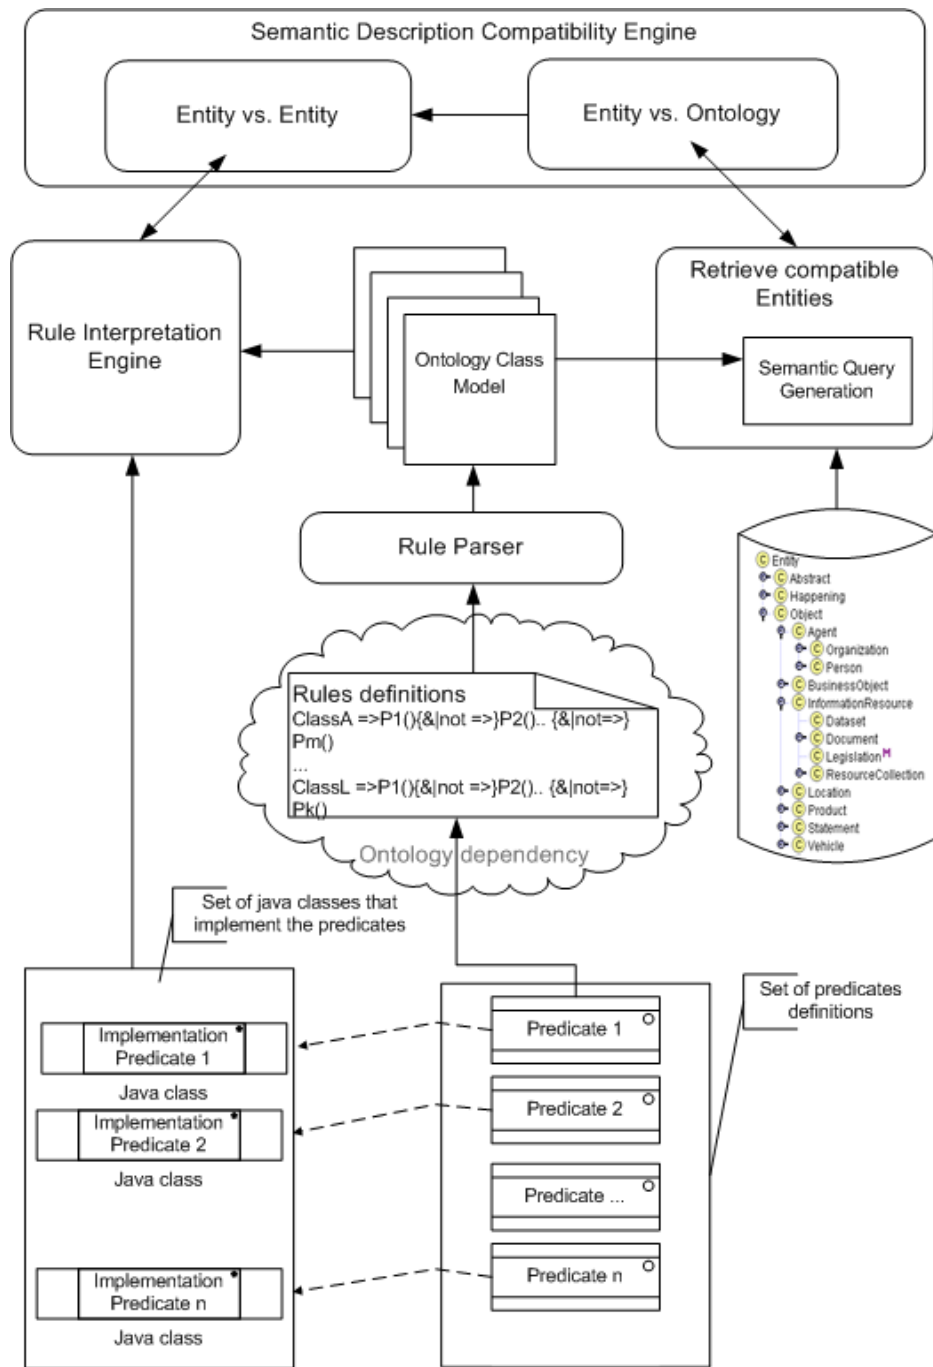 Semantic Description Compatibility Engine
Entity vs. Entity
Entity vs. Ontology
Rule Interpretation
Engine
Ontology Class
Model
Retrieve compatible
Entities
Semantic Query
Generation
Rule Parser
C Entity
C Abstract
C Happening
C Object
C Agent
C Organization
C Person
C BusinessObject
C InformationResource
C Dataset
C Document
C Legislation M
C ResourceCollection
C Location
C Product
C Statement
C Vehicle
Rules definitions
ClassA =>P1(){&|not =>}P2().. {&|not=>}
Pm()
...
ClassL =>P1(){&|not =>}P2().. {&|not=>}
Pk()
Ontology dependency
Set of java classes that
implement the predicates
Set of predicates
definitions
Implementation
Predicate 1
Java class
Implementation
Predicate 2
Java class
Implementation
Predicate n
Java class
Predicate 1
Predicate 2
Predicate ...
Predicate n